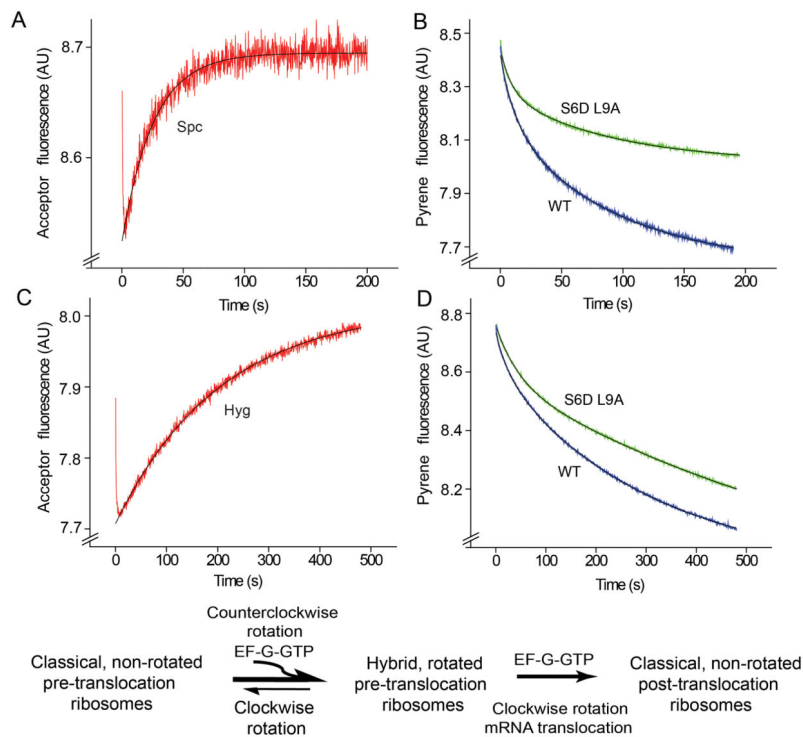 A
Acceptor fluorescence (AU)
8.7
8.6
Spc
0 50 100 150 200
Time (s)
B
Pyrene fluorescence (AU)
8.5
8.3
8.1
7.9
7.7
S6D L9A
WT
0 50 100 150 200
Time (s)
C
Acceptor fluorescence (AU)
8.0
7.9
7.8
7.7
Hyg
0 100 200 300 400 500
Time (s)
D
Pyrene fluorescence (AU)
8.8
8.6
8.4
8.2
S6D L9A
WT
0 100 200 300 400 500
Time (s)
Classical, non-rotated
pre-translocation
ribosomes
Counterclockwise
rotation
EF-G-GTP
Clockwise
rotation
Hybrid, rotated
pre-translocation
ribosomes
EF-G-GTP
Clockwise rotation
mRNA translocation
Classical, non-rotated
post-translocation
ribosomes